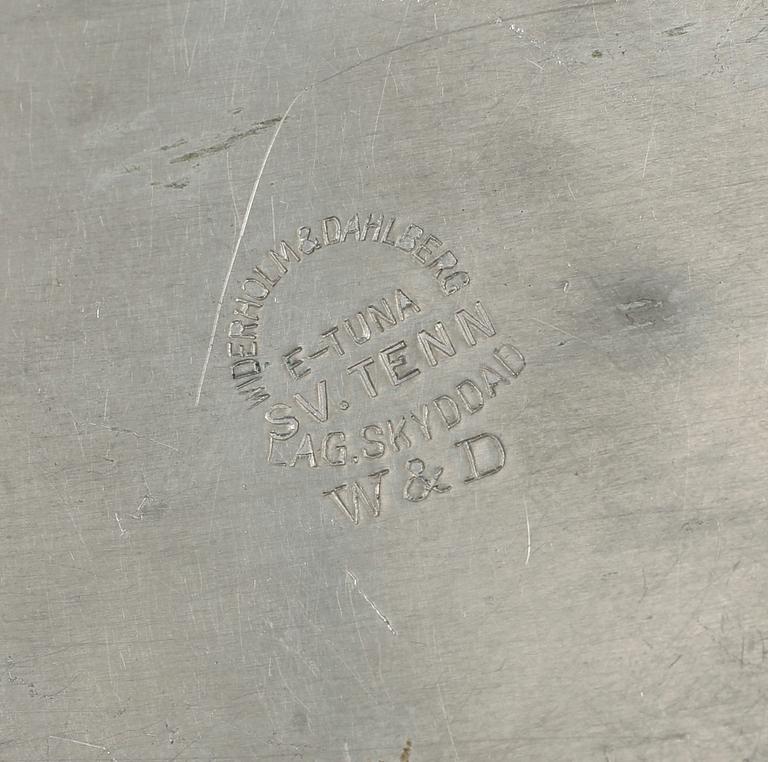 WIDERHOLM & DAHLBERG
E-TUNA
SV. TENN
LAG. SKYDDAD
W & D